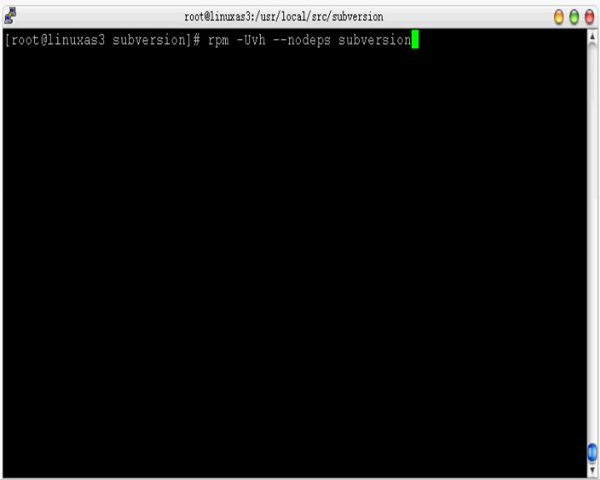 root@linuxas3:/usr/local/src/subversion
[root@linuxas3 subversion]# rpm -Uvh --nodeps subversion